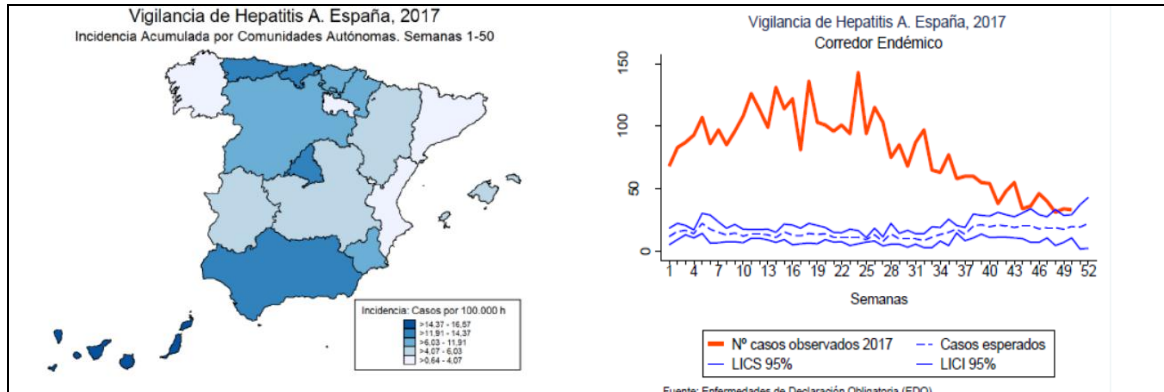 Vigilancia de Hepatitis A. España, 2017
Incidencia Acumulada por Comunidades Autónomas. Semanas 1-50
Incidencia: Casos por 100.000 h
>14,37 - 16,57
>11,91 - 14,37
>6,03 - 11,91
>4,07 - 6,03
>0,64 - 4,07
Vigilancia de Hepatitis A. España, 2017
Corredor Endémico
150
100
50
0
1 4 7 10 13 16 19 22 25 28 31 34 37 40 43 46 49 52
Semanas
Nº casos observados 2017
Casos esperados
LICS 95%
LICI 95%
Fuente: Enfermedades de Declaración Obligatoria (EDO)